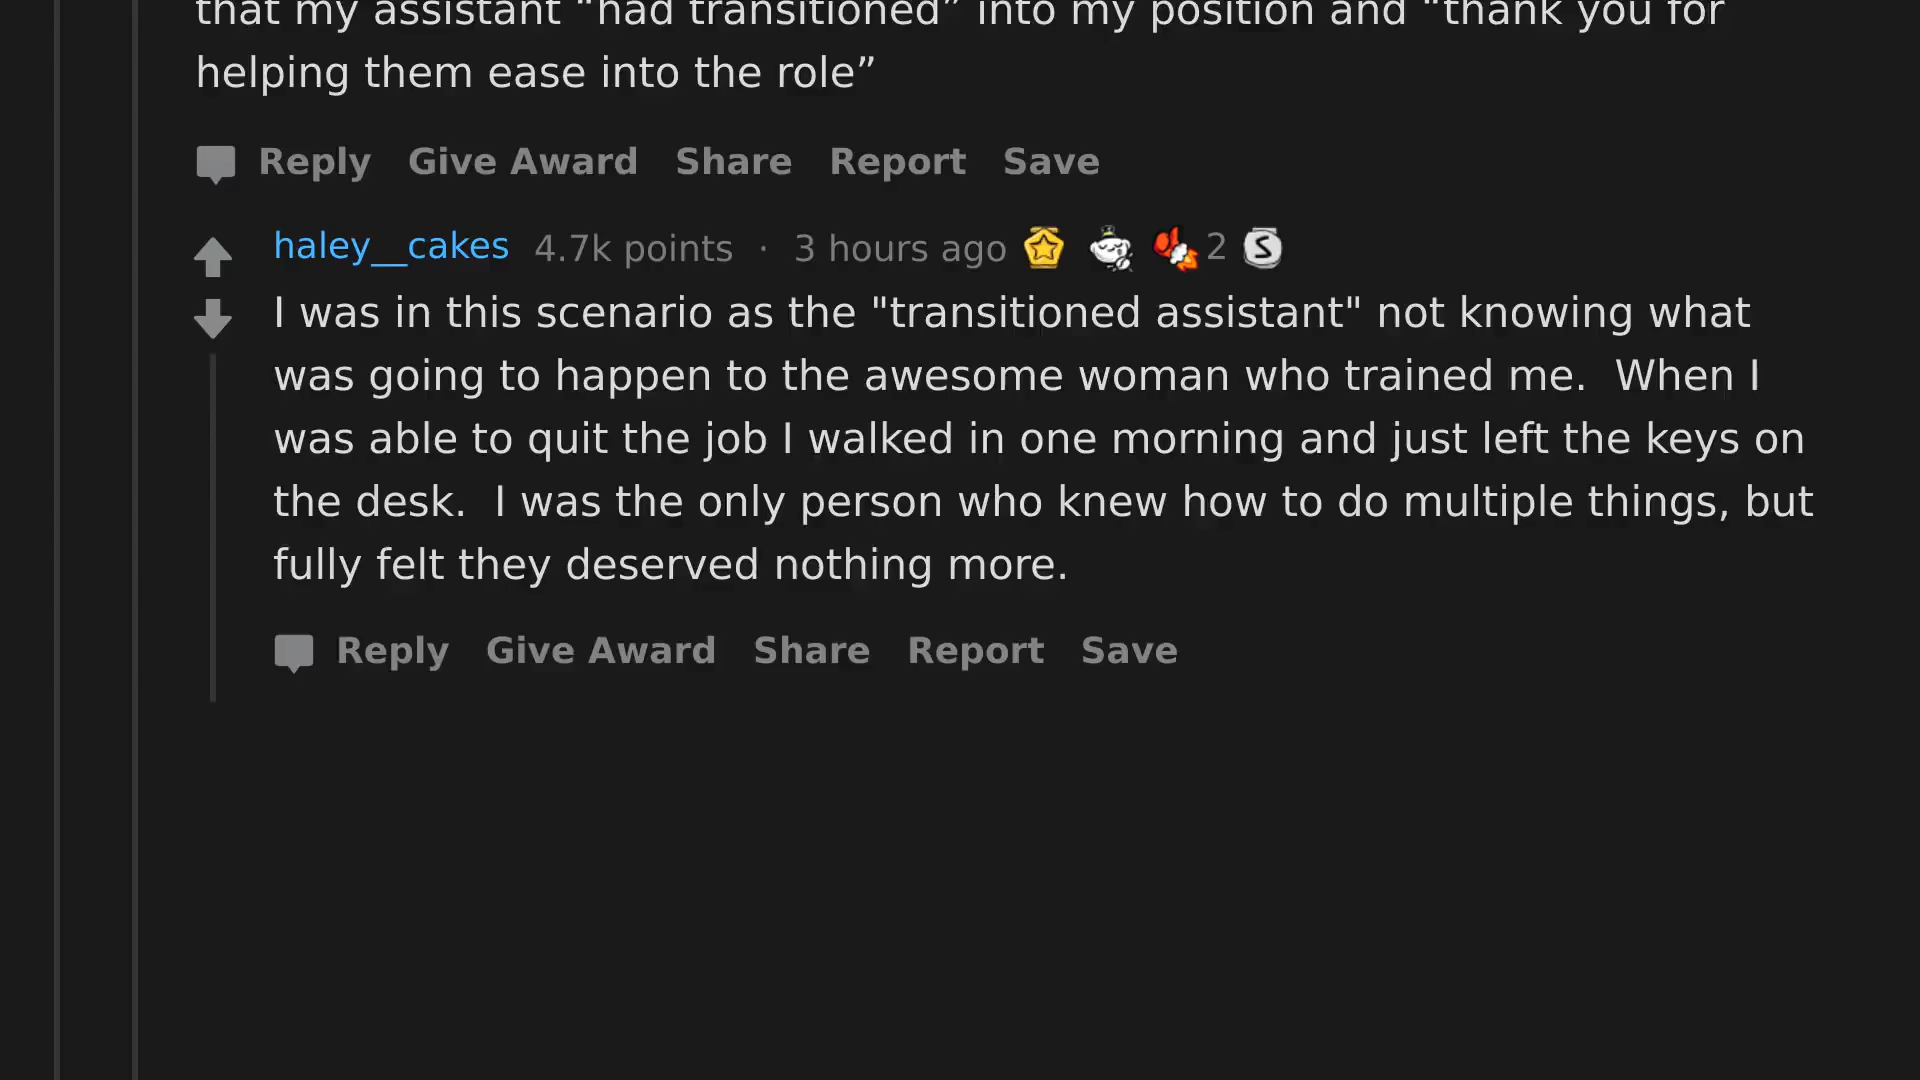 that my assistant “had transitioned” into my position and “thank you for
helping them ease into the role”
Reply Give Award Share Report Save
haley__cakes 4.7k points · 3 hours ago 2 S
I was in this scenario as the "transitioned assistant" not knowing what
was going to happen to the awesome woman who trained me.  When I
was able to quit the job I walked in one morning and just left the keys on
the desk.  I was the only person who knew how to do multiple things, but
fully felt they deserved nothing more.
Reply Give Award Share Report Save